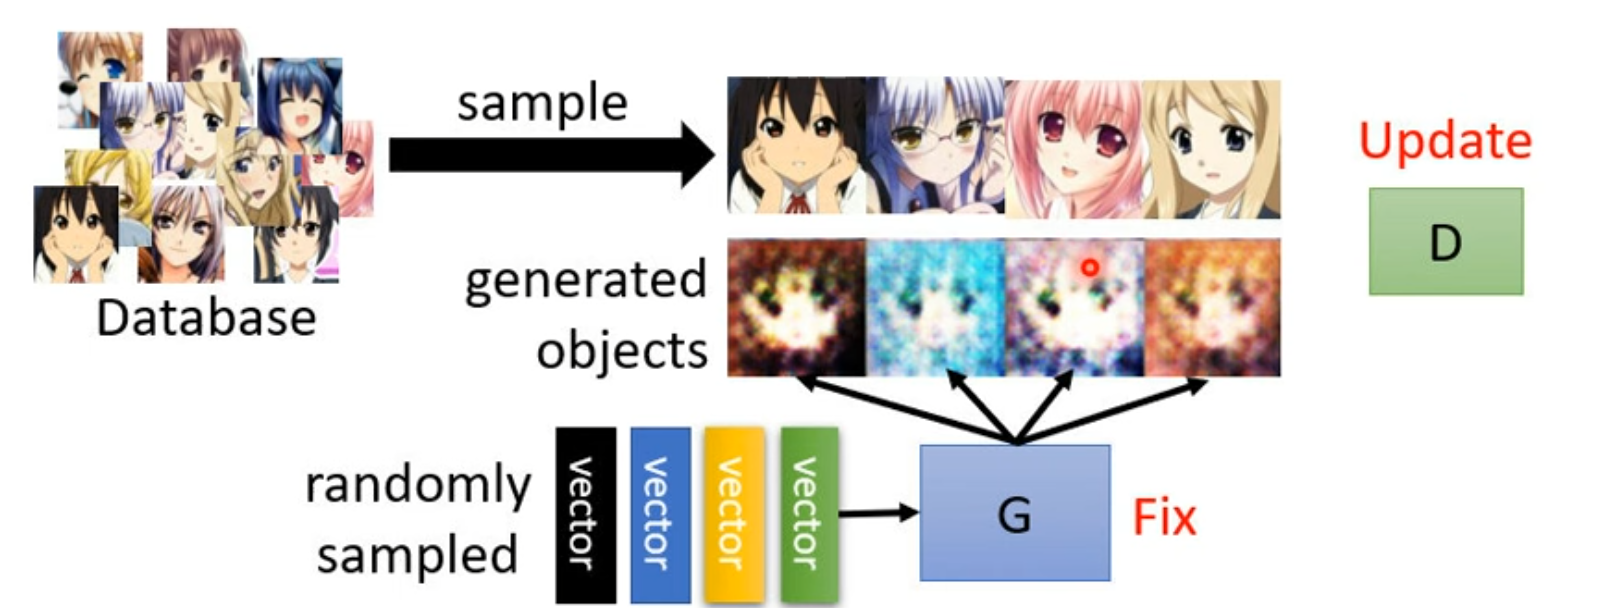 sample
Update
D
Database
generated
objects
randomly
sampled
vector
vector
vector
vector
G
Fix